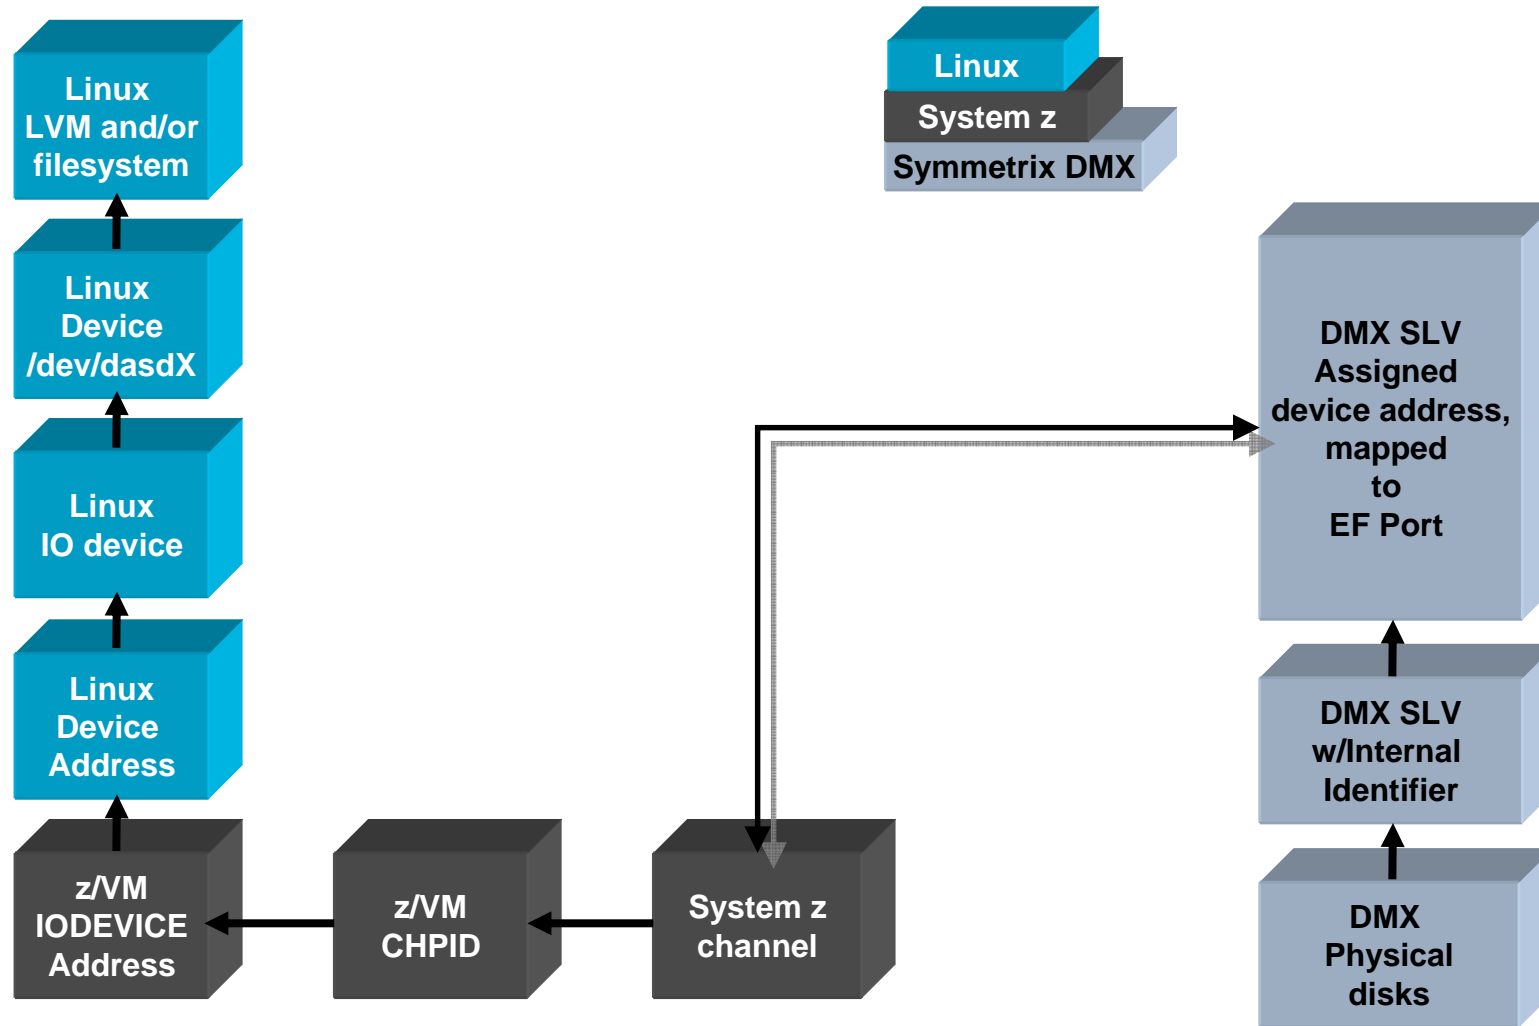 Linux
LVM and/or
filesystem
Linux
Device
/dev/dasdX
Linux
IO device
Linux
Device
Address
z/VM
IODEVICE
Address
z/VM
CHPID
System z
channel
Linux
System z
Symmetrix DMX
DMX SLV
Assigned
device address,
mapped
to
EF Port
DMX SLV
w/Internal
Identifier
DMX
Physical
disks